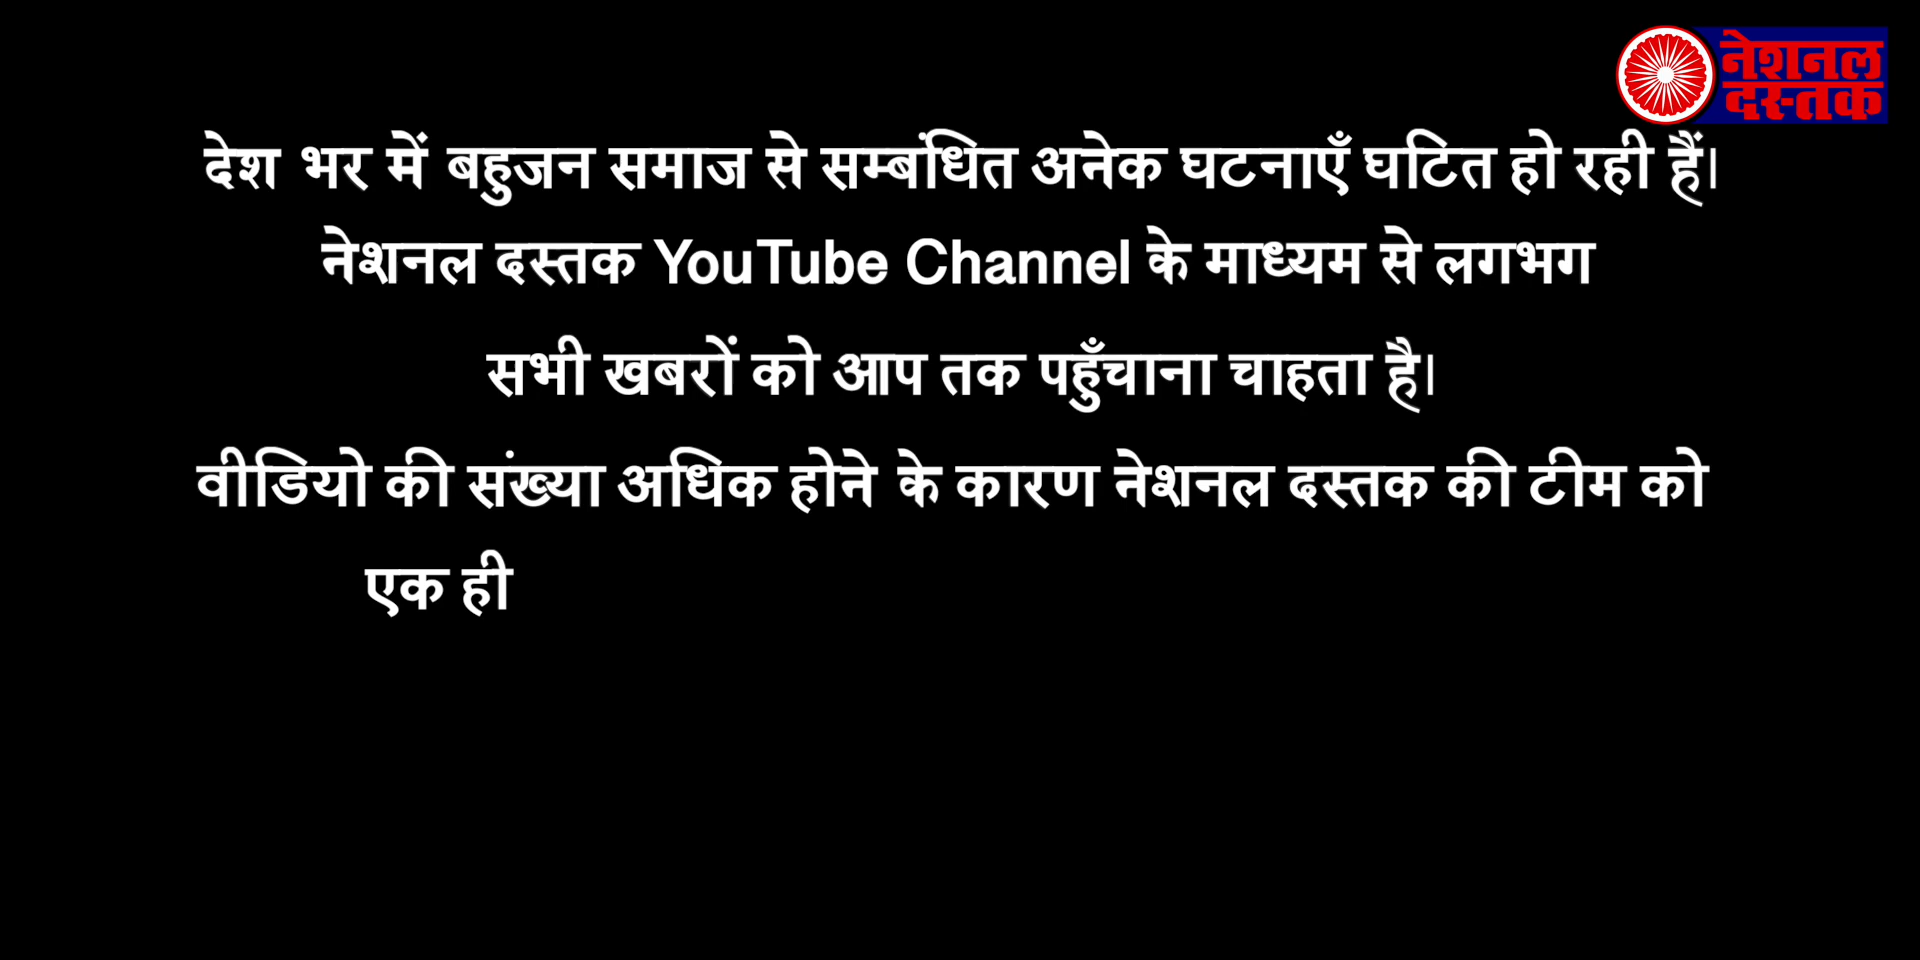 नेशनल
दस्तक
देश भर में बहुजन समाज से सम्बंधित अनेक घटनाएँ घटित हो रही हैं।
नेशनल दस्तक YouTube Channel के माध्यम से लगभग
सभी खबरों को आप तक पहुँचाना चाहता है।
वीडियो की संख्या अधिक होने के कारण नेशनल दस्तक की टीम को
एक ही